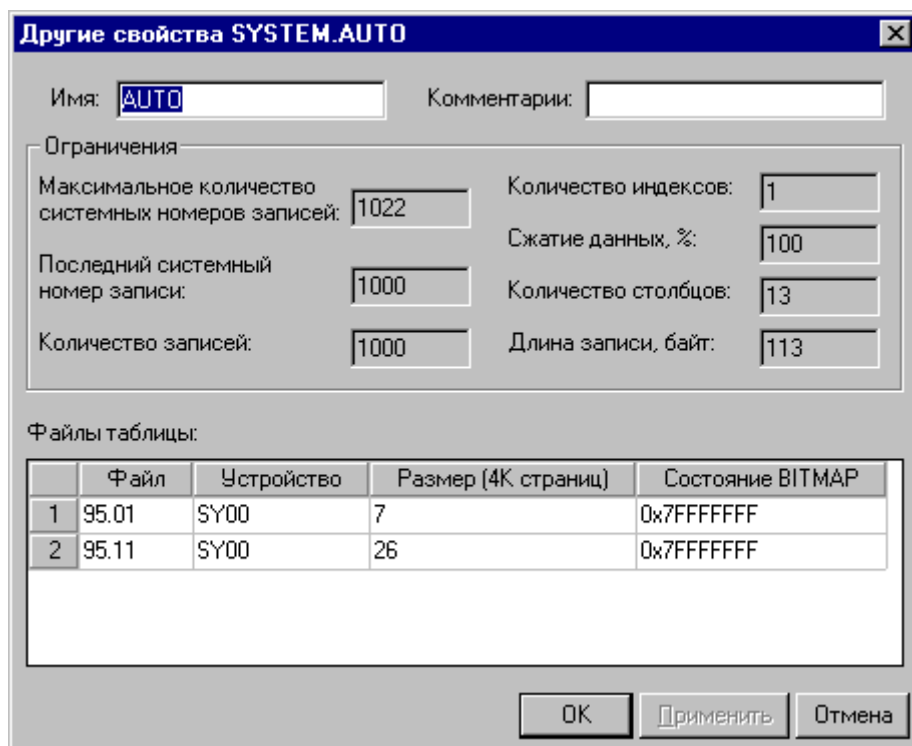 Другие свойства SYSTEM.AUTO
Имя: AUTO Комментарии:
Ограничения
Максимальное количество
системных номеров записей: 1022
Количество индексов: 1
Сжатие данных, %: 100
Последний системный
номер записи: 1000
Количество столбцов: 13
Количество записей: 1000
Длина записи, байт: 113
Файлы таблицы:
Файл Устройство Размер (4K страниц) Состояние BITMAP
1 95.01 SY00 7 0x7FFFFFFF
2 95.11 SY00 26 0x7FFFFFFF
OK Применить Отмена